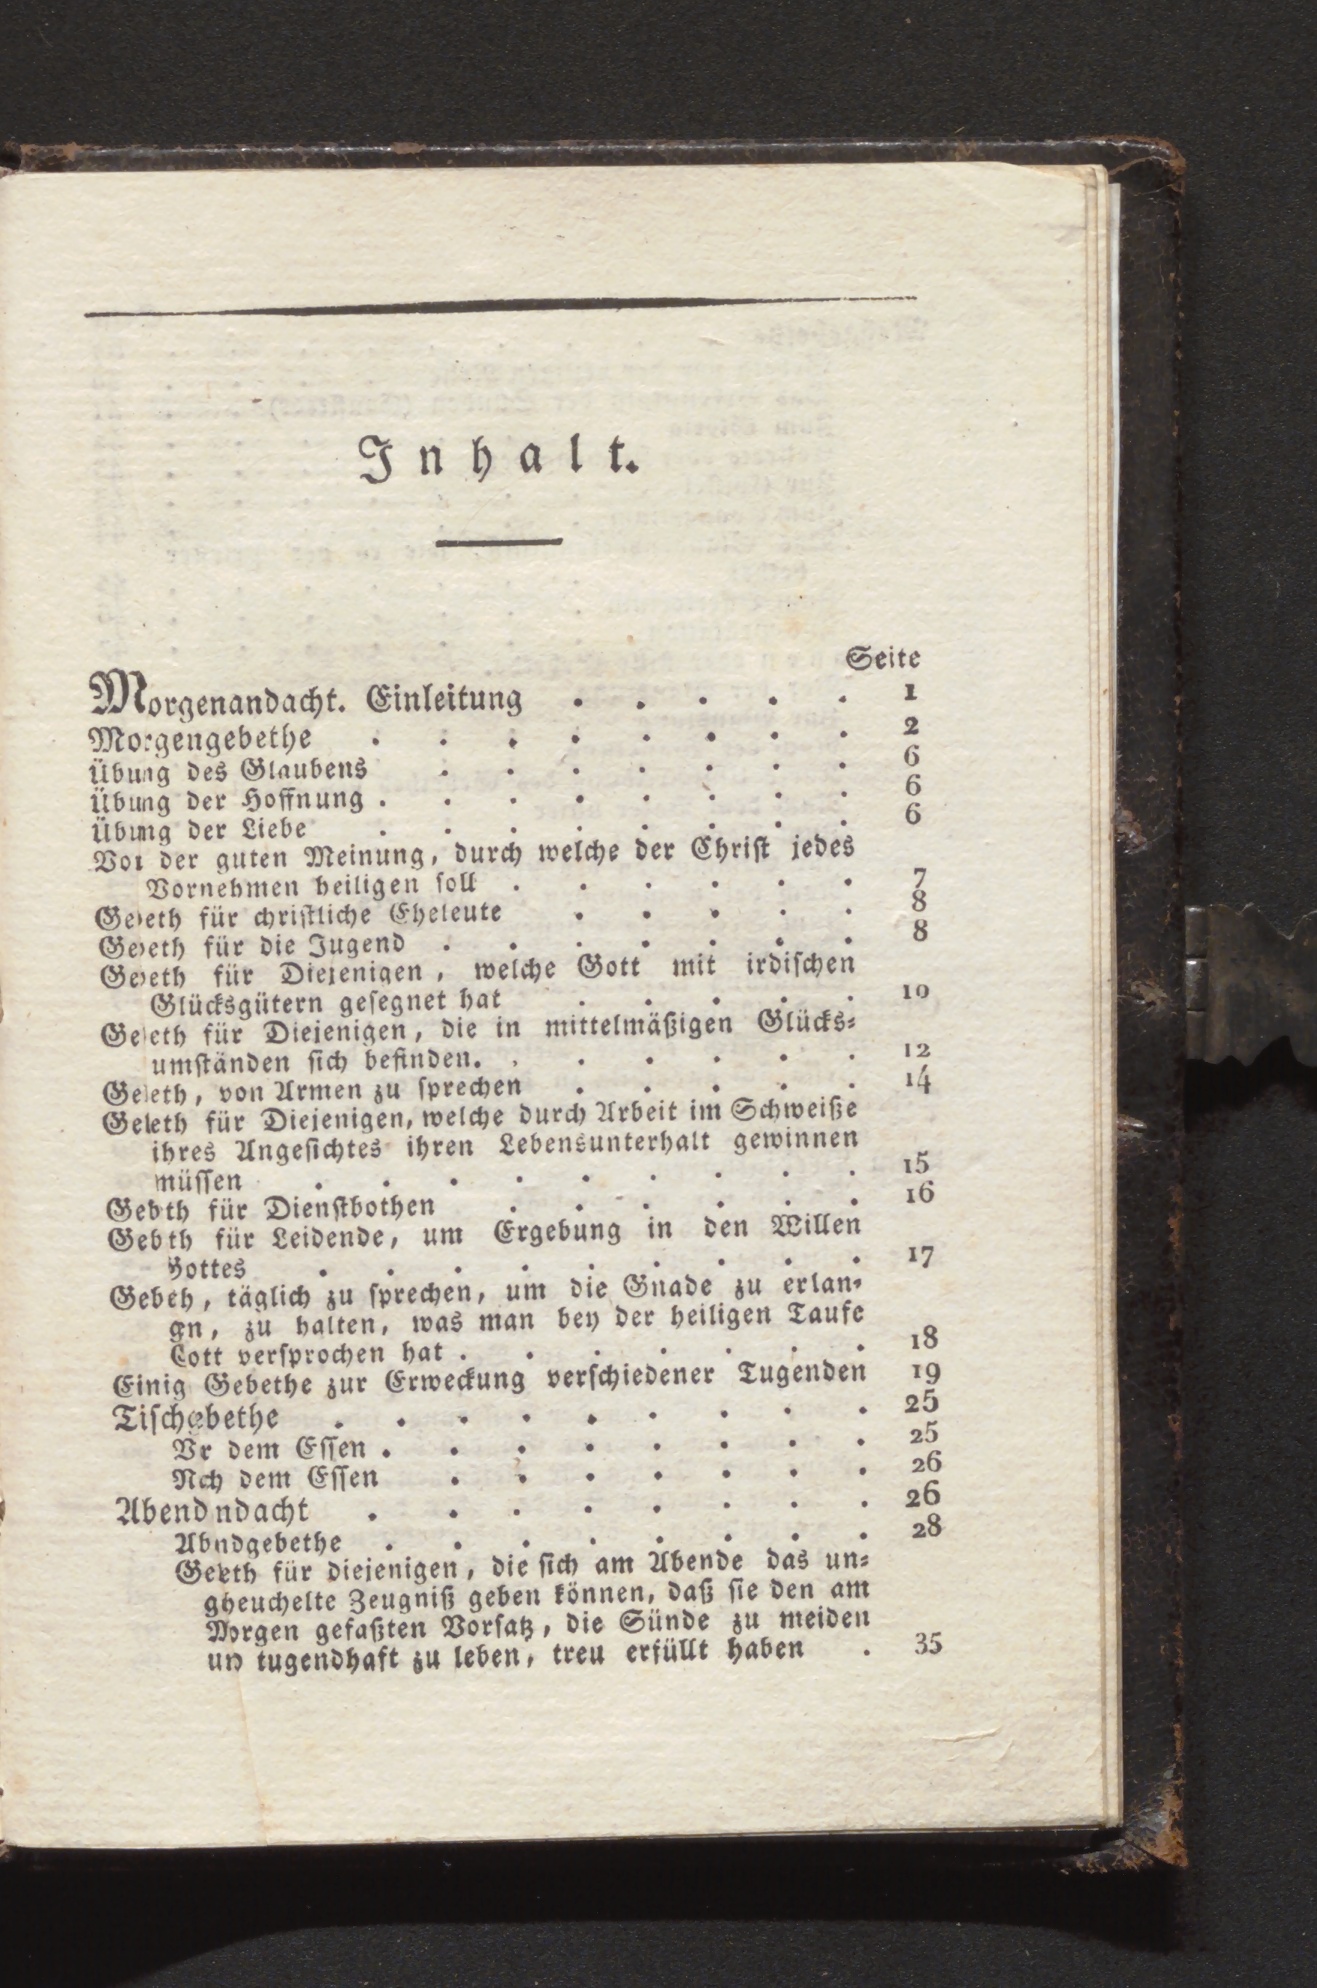 Inhalt.
Seite
Morgenandacht. Einleitung . . . . . 1
Morgengebethe . . . . . . . . 2
Übung des Glaubens . . . . . . . 6
Übung der Hoffnung . . . . . . . . 6
Übung der Liebe . . . . . . . . 6
Von der guten Meinung, durch welche der Christ jedes
Vornehmen heiligen soll . . . . . . 7
Gebeth für christliche Eheleute . . . . . 8
Gebeth für die Jugend . . . . . . . 8
Gebeth für Diejenigen, welche Gott mit irdischen
Glücksgütern gesegnet hat . . . . . 10
Gebeth für Diejenigen, die in mittelmäßigen Glücks-
umständen sich befinden. . . . . . . 12
Gebeth, von Armen zu sprechen . . . . . 14
Gebeth für Diejenigen, welche durch Arbeit im Schweiße
ihres Angesichtes ihren Lebensunterhalt gewinnen
müssen . . . . . . . . . 15
Gebeth für Dienstbothen . . . . . . 16
Gebeth für Leidende, um Ergebung in den Willen
Gottes . . . . . . . . . 17
Gebeth, täglich zu sprechen, um die Gnade zu erlan-
gen, zu halten, was man bey der heiligen Taufe
Gott versprochen hat . . . . . . . 18
Einige Gebethe zur Erweckung verschiedener Tugenden 19
Tischgebethe . . . . . . . . . 25
Vor dem Essen . . . . . . . . 25
Nach dem Essen . . . . . . . 26
Abendandacht . . . . . . . . 26
Abendgebethe . . . . . . . . 28
Gebeth für diejenigen, die sich am Abende das un-
geheuchelte Zeugniß geben können, daß sie den am
Morgen gefaßten Vorsatz, die Sünde zu meiden
und tugendhaft zu leben, treu erfüllt haben . 35